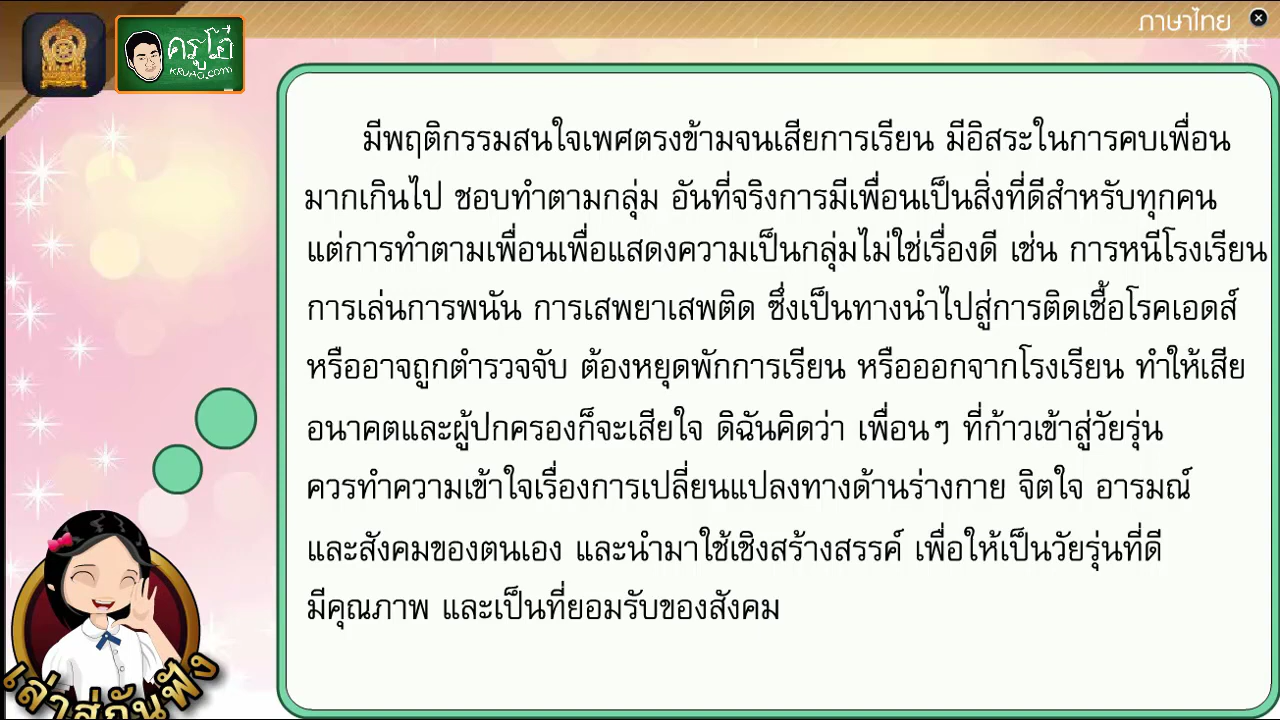 ภาษาไทย
ครูโอ๋
KRUAO.COM
มีพฤติกรรมสนใจเพศตรงข้ามจนเสียการเรียน มีอิสระในการคบเพื่อน
มากเกินไป ชอบทำตามกลุ่ม อันที่จริงการมีเพื่อนเป็นสิ่งที่ดีสำหรับทุกคน
แต่การทำตามเพื่อนเพื่อแสดงความเป็นกลุ่มไม่ใช่เรื่องดี เช่น การหนีโรงเรียน
การเล่นการพนัน การเสพยาเสพติด ซึ่งเป็นทางนำไปสู่การติดเชื้อโรคเอดส์
หรืออาจถูกตำรวจจับ ต้องหยุดพักการเรียน หรือออกจากโรงเรียน ทำให้เสีย
อนาคตและผู้ปกครองก็จะเสียใจ ดิฉันคิดว่า เพื่อนๆ ที่ก้าวเข้าสู่วัยรุ่น
ควรทำความเข้าใจเรื่องการเปลี่ยนแปลงทางด้านร่างกาย จิตใจ อารมณ์
และสังคมของตนเอง และนำมาใช้เชิงสร้างสรรค์ เพื่อให้เป็นวัยรุ่นที่ดี
มีคุณภาพ และเป็นที่ยอมรับของสังคม
เล่าสู่กันฟัง